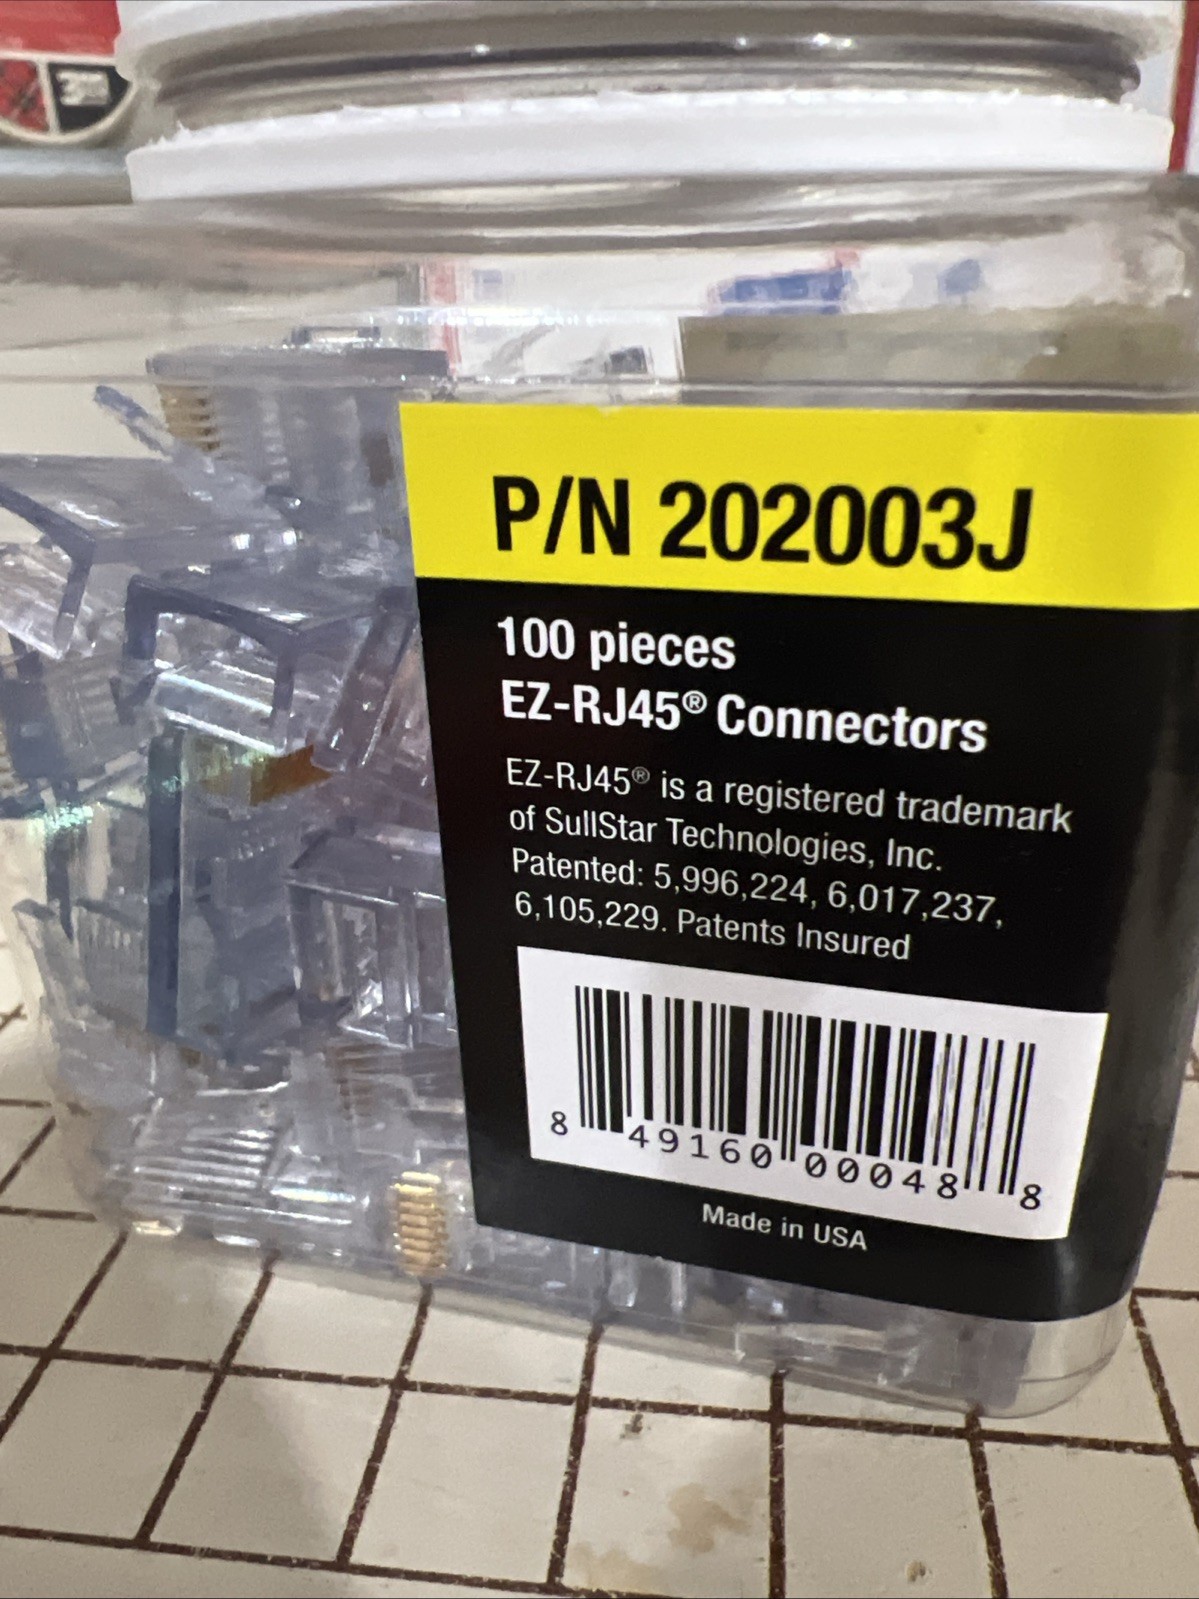 P/N 202003J
100 pieces
EZ-RJ45® Connectors
EZ-RJ45® is a registered trademark
of SullStar Technologies, Inc.
Patented: 5,996,224, 6,017,237,
6,105,229. Patents Insured
8 49160 00048 8
Made in USA